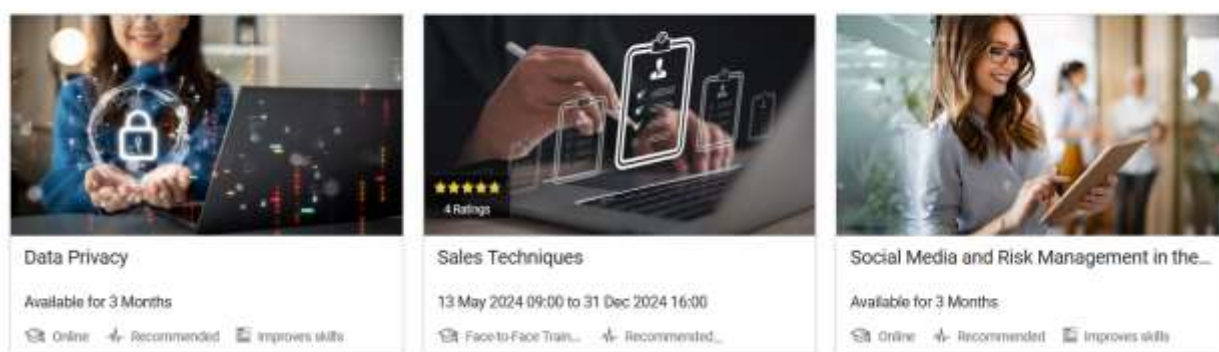 4 Ratings
Data Privacy
Available for 3 Months
Online Recommended Improves skills
Sales Techniques
13 May 2024 09:00 to 31 Dec 2024 16:00
Face-to-Face Train... Recommended...
Social Media and Risk Management in the...
Available for 3 Months
Online Recommended Improves skills